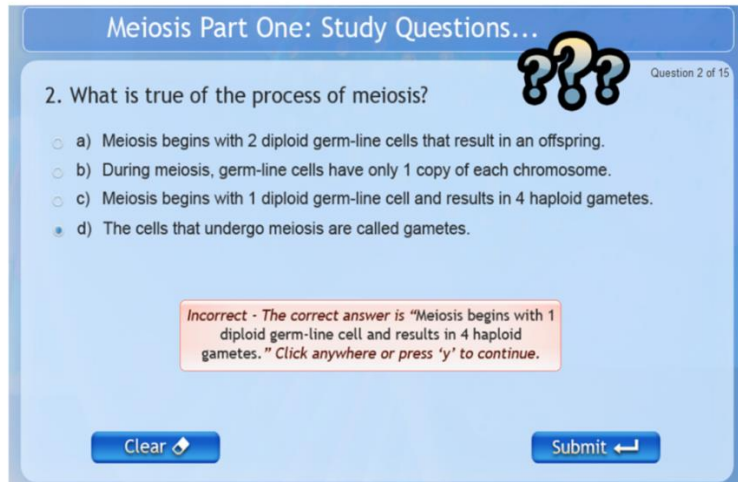 Meiosis Part One: Study Questions...
Question 2 of 15
2. What is true of the process of meiosis?
a) Meiosis begins with 2 diploid germ-line cells that result in an offspring.
b) During meiosis, germ-line cells have only 1 copy of each chromosome.
c) Meiosis begins with 1 diploid germ-line cell and results in 4 haploid gametes.
d) The cells that undergo meiosis are called gametes.
Incorrect - The correct answer is "Meiosis begins with 1
diploid germ-line cell and results in 4 haploid
gametes." Click anywhere or press 'y' to continue.
Clear
Submit